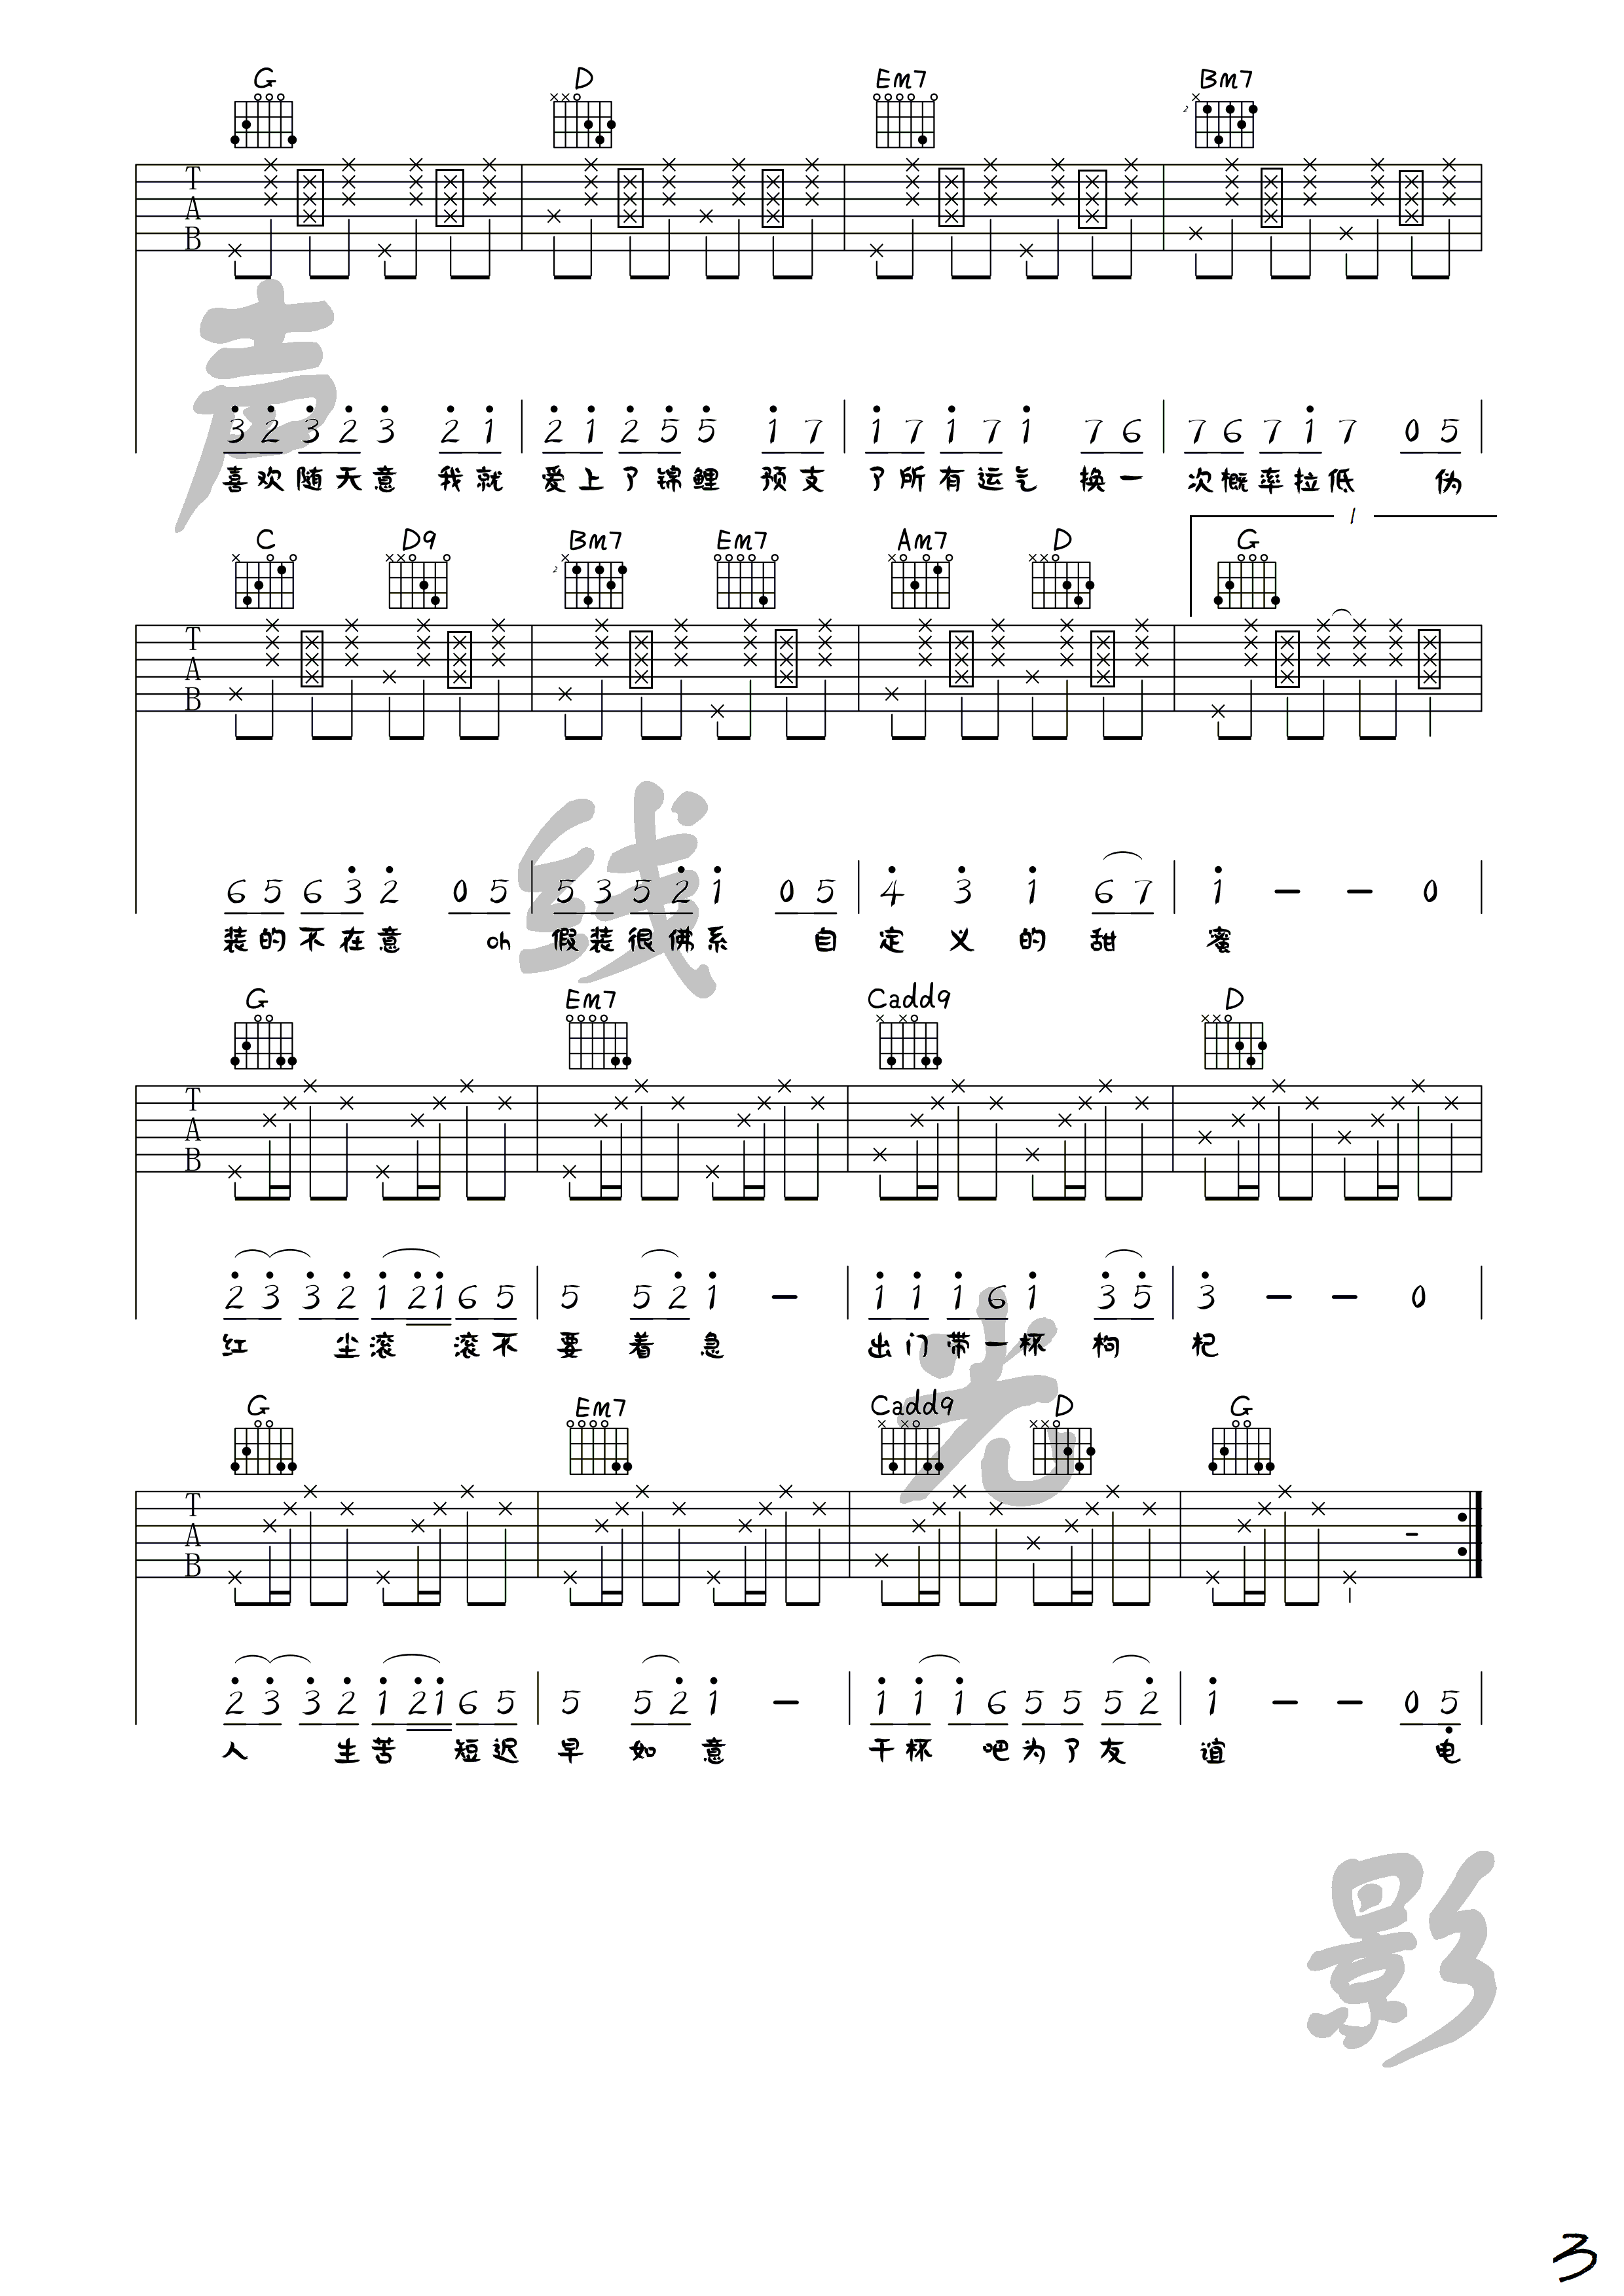 G D Em7 Bm7
T
A
B
3 2 3 2 3 2 1 2 1 2 5 5 1 7 1 7 1 7 1 7 6 7 6 7 1 7 0 5
喜欢随天意 我就 爱上了锦鲤 预支 了所有运气 换一 次概率拉低 伪
1
C D9 Bm7 Em7 Am7 D G
T
A
B
6 5 6 3 2 0 5 5 3 5 2 1 0 5 4 3 1 6 7 1 – – 0
装的不在意 oh 假装很佛系 自 定 义 的 甜 蜜
G Em7 Cadd9 D
T
A
B
2 3 3 2 1 2 1 6 5 5 5 2 1 – 1 1 1 6 1 3 5 3 – – 0
红 尘滚 滚不 要 着 急 出门带一杯 枸 杞
G Em7 Cadd9 D G
T
A
B
2 3 3 2 1 2 1 6 5 5 5 2 1 – 1 1 1 6 5 5 5 2 1 – – 0 5
人 生苦 短迟 早 如 意 干杯 吧为了友 谊 电
声
线
光
影
3